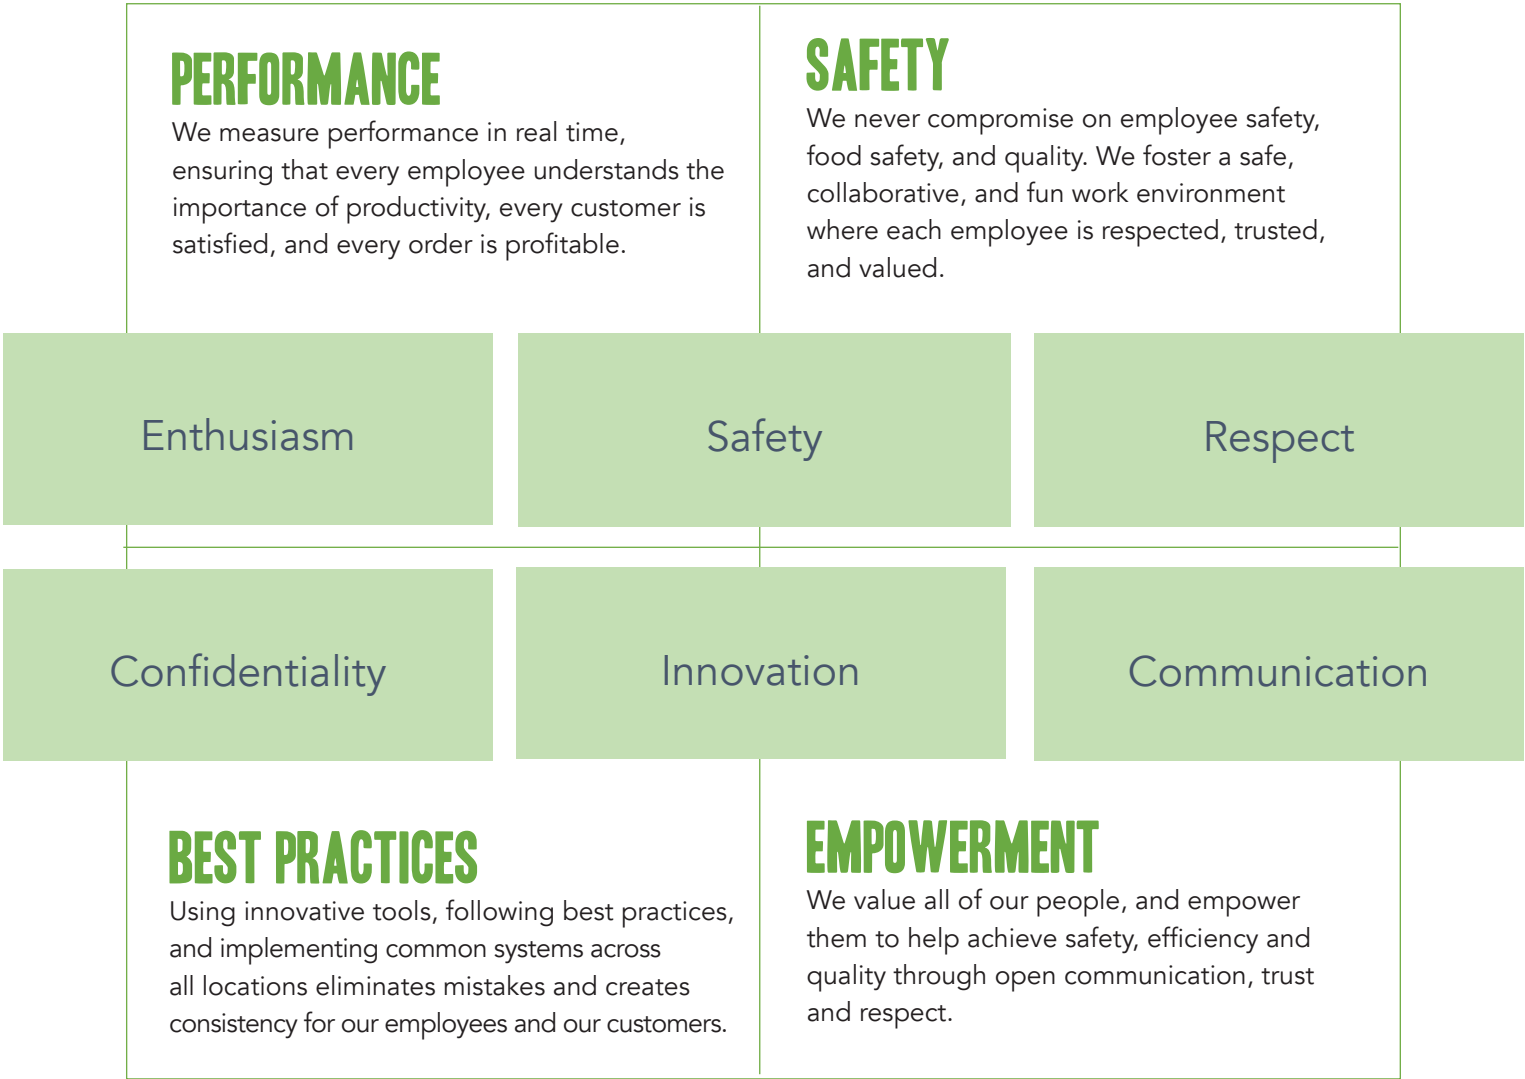 PERFORMANCE
We measure performance in real time,
ensuring that every employee understands the
importance of productivity, every customer is
satisfied, and every order is profitable.
SAFETY
We never compromise on employee safety,
food safety, and quality. We foster a safe,
collaborative, and fun work environment
where each employee is respected, trusted,
and valued.
Enthusiasm
Safety
Respect
Confidentiality
Innovation
Communication
BEST PRACTICES
Using innovative tools, following best practices,
and implementing common systems across
all locations eliminates mistakes and creates
consistency for our employees and our customers.
EMPOWERMENT
We value all of our people, and empower
them to help achieve safety, efficiency and
quality through open communication, trust
and respect.